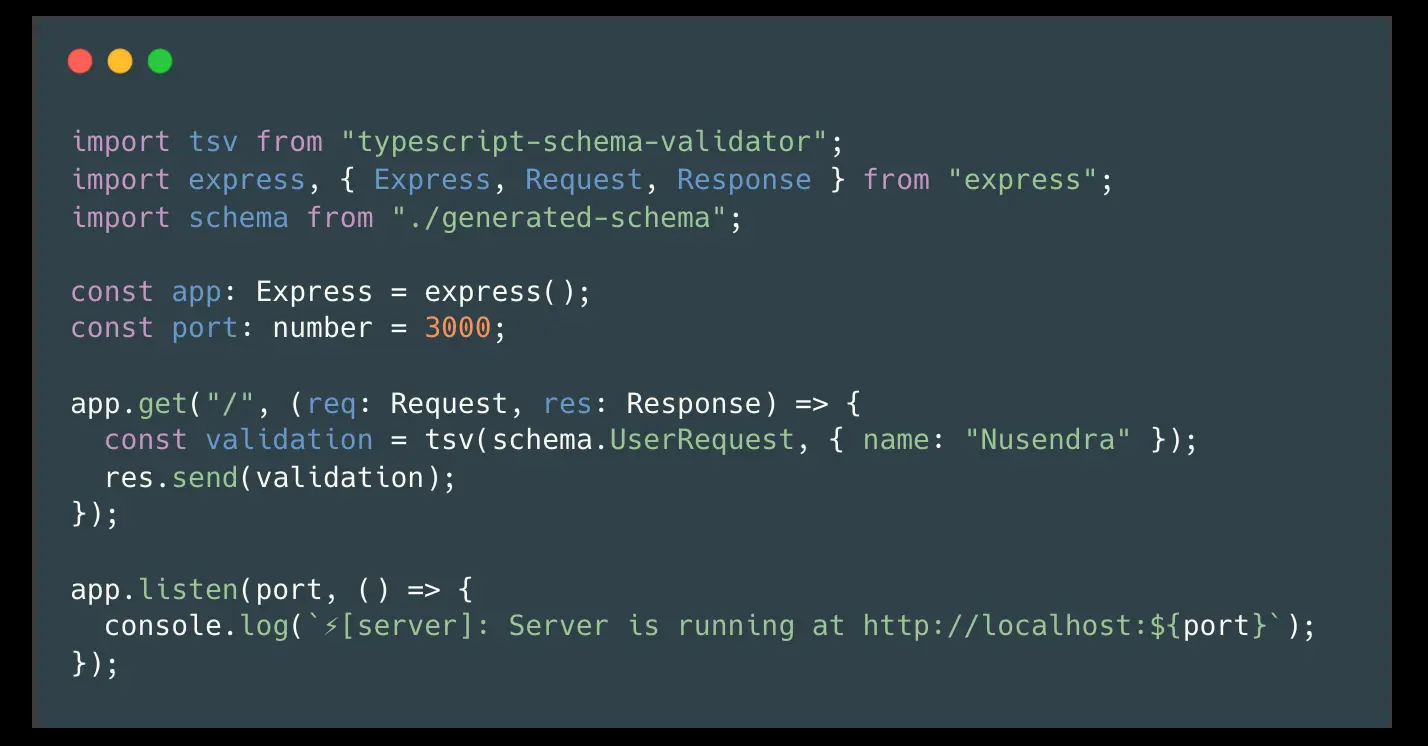 import tsv from "typescript-schema-validator";
import express, { Express, Request, Response } from "express";
import schema from "./generated-schema";
const app: Express = express();
const port: number = 3000;
app.get("/", (req: Request, res: Response) => {
  const validation = tsv(schema.UserRequest, { name: "Nusendra" });
  res.send(validation);
});
app.listen(port, () => {
  console.log(`⚡[server]: Server is running at http://localhost:${port}`);
});